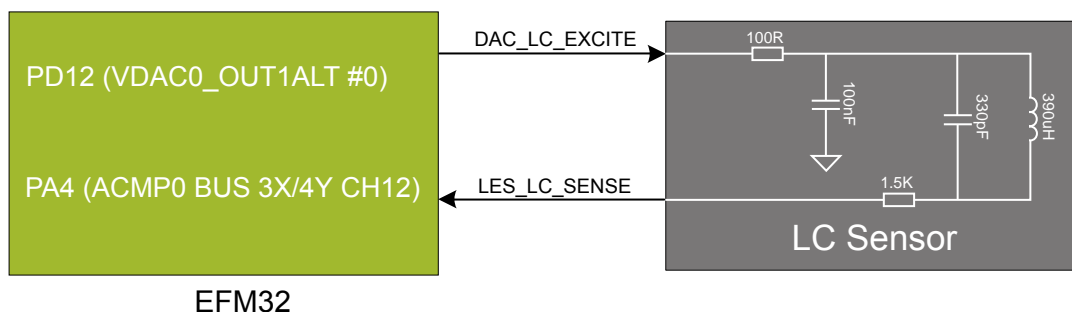 DAC_LC_EXCITE
100R
PD12 (VDAC0_OUT1ALT #0)
100nF
330pF
390uH
PA4 (ACMP0 BUS 3X/4Y CH12)
LES_LC_SENSE
1.5K
LC Sensor
EFM32